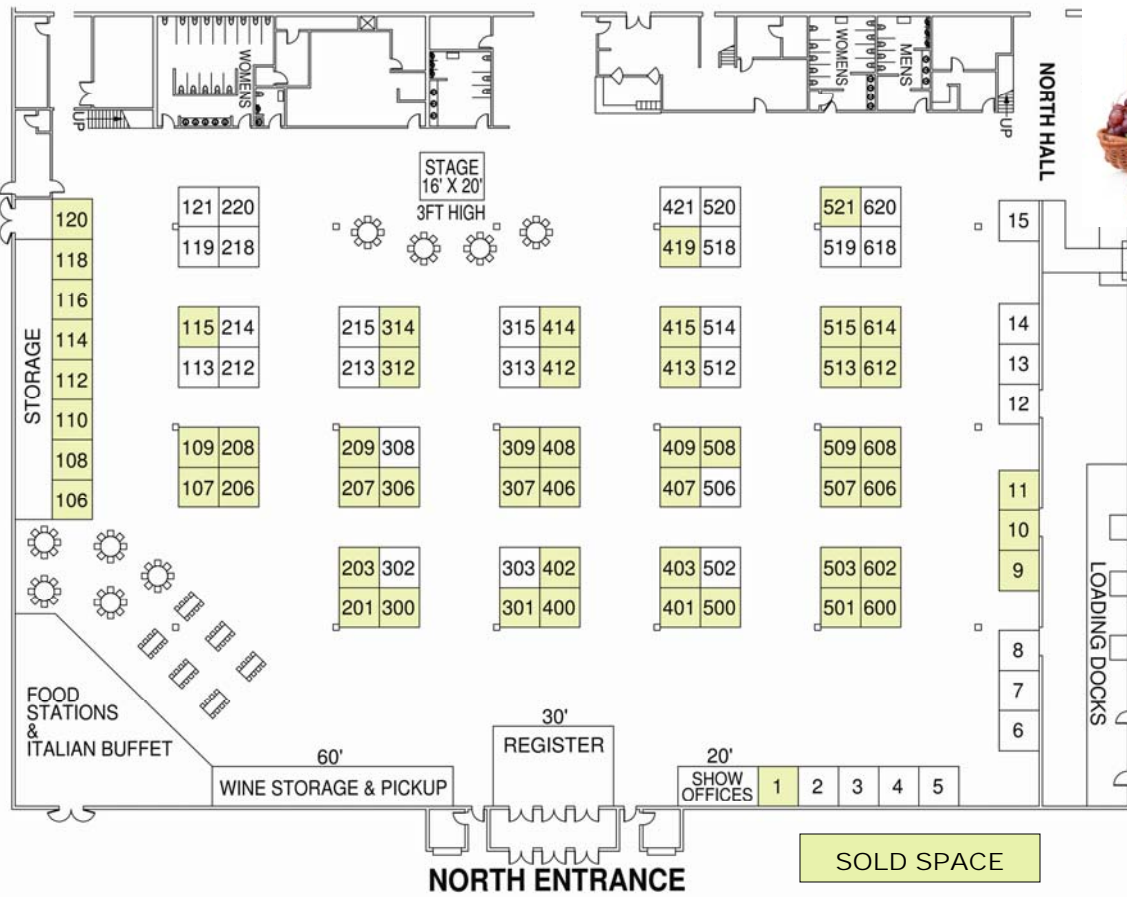 WOMENS
WOMENS
MENS
UP
UP
NORTH HALL
STAGE
16' X 20'
3FT HIGH
120
118
116
114
112
110
108
106
STORAGE
121 220
119 218
421 520
419 518
521 620
519 618
15
115 214
113 212
215 314
213 312
315 414
313 412
415 514
413 512
515 614
513 612
14
13
12
109 208
107 206
209 308
207 306
309 408
307 406
409 508
407 506
509 608
507 606
11
10
9
203 302
201 300
303 402
301 400
403 502
401 500
503 602
501 600
8
7
6
LOADING DOCKS
FOOD
STATIONS
&
ITALIAN BUFFET
60'
WINE STORAGE & PICKUP
30'
REGISTER
20'
SHOW
OFFICES
1 2 3 4 5
NORTH ENTRANCE
SOLD SPACE